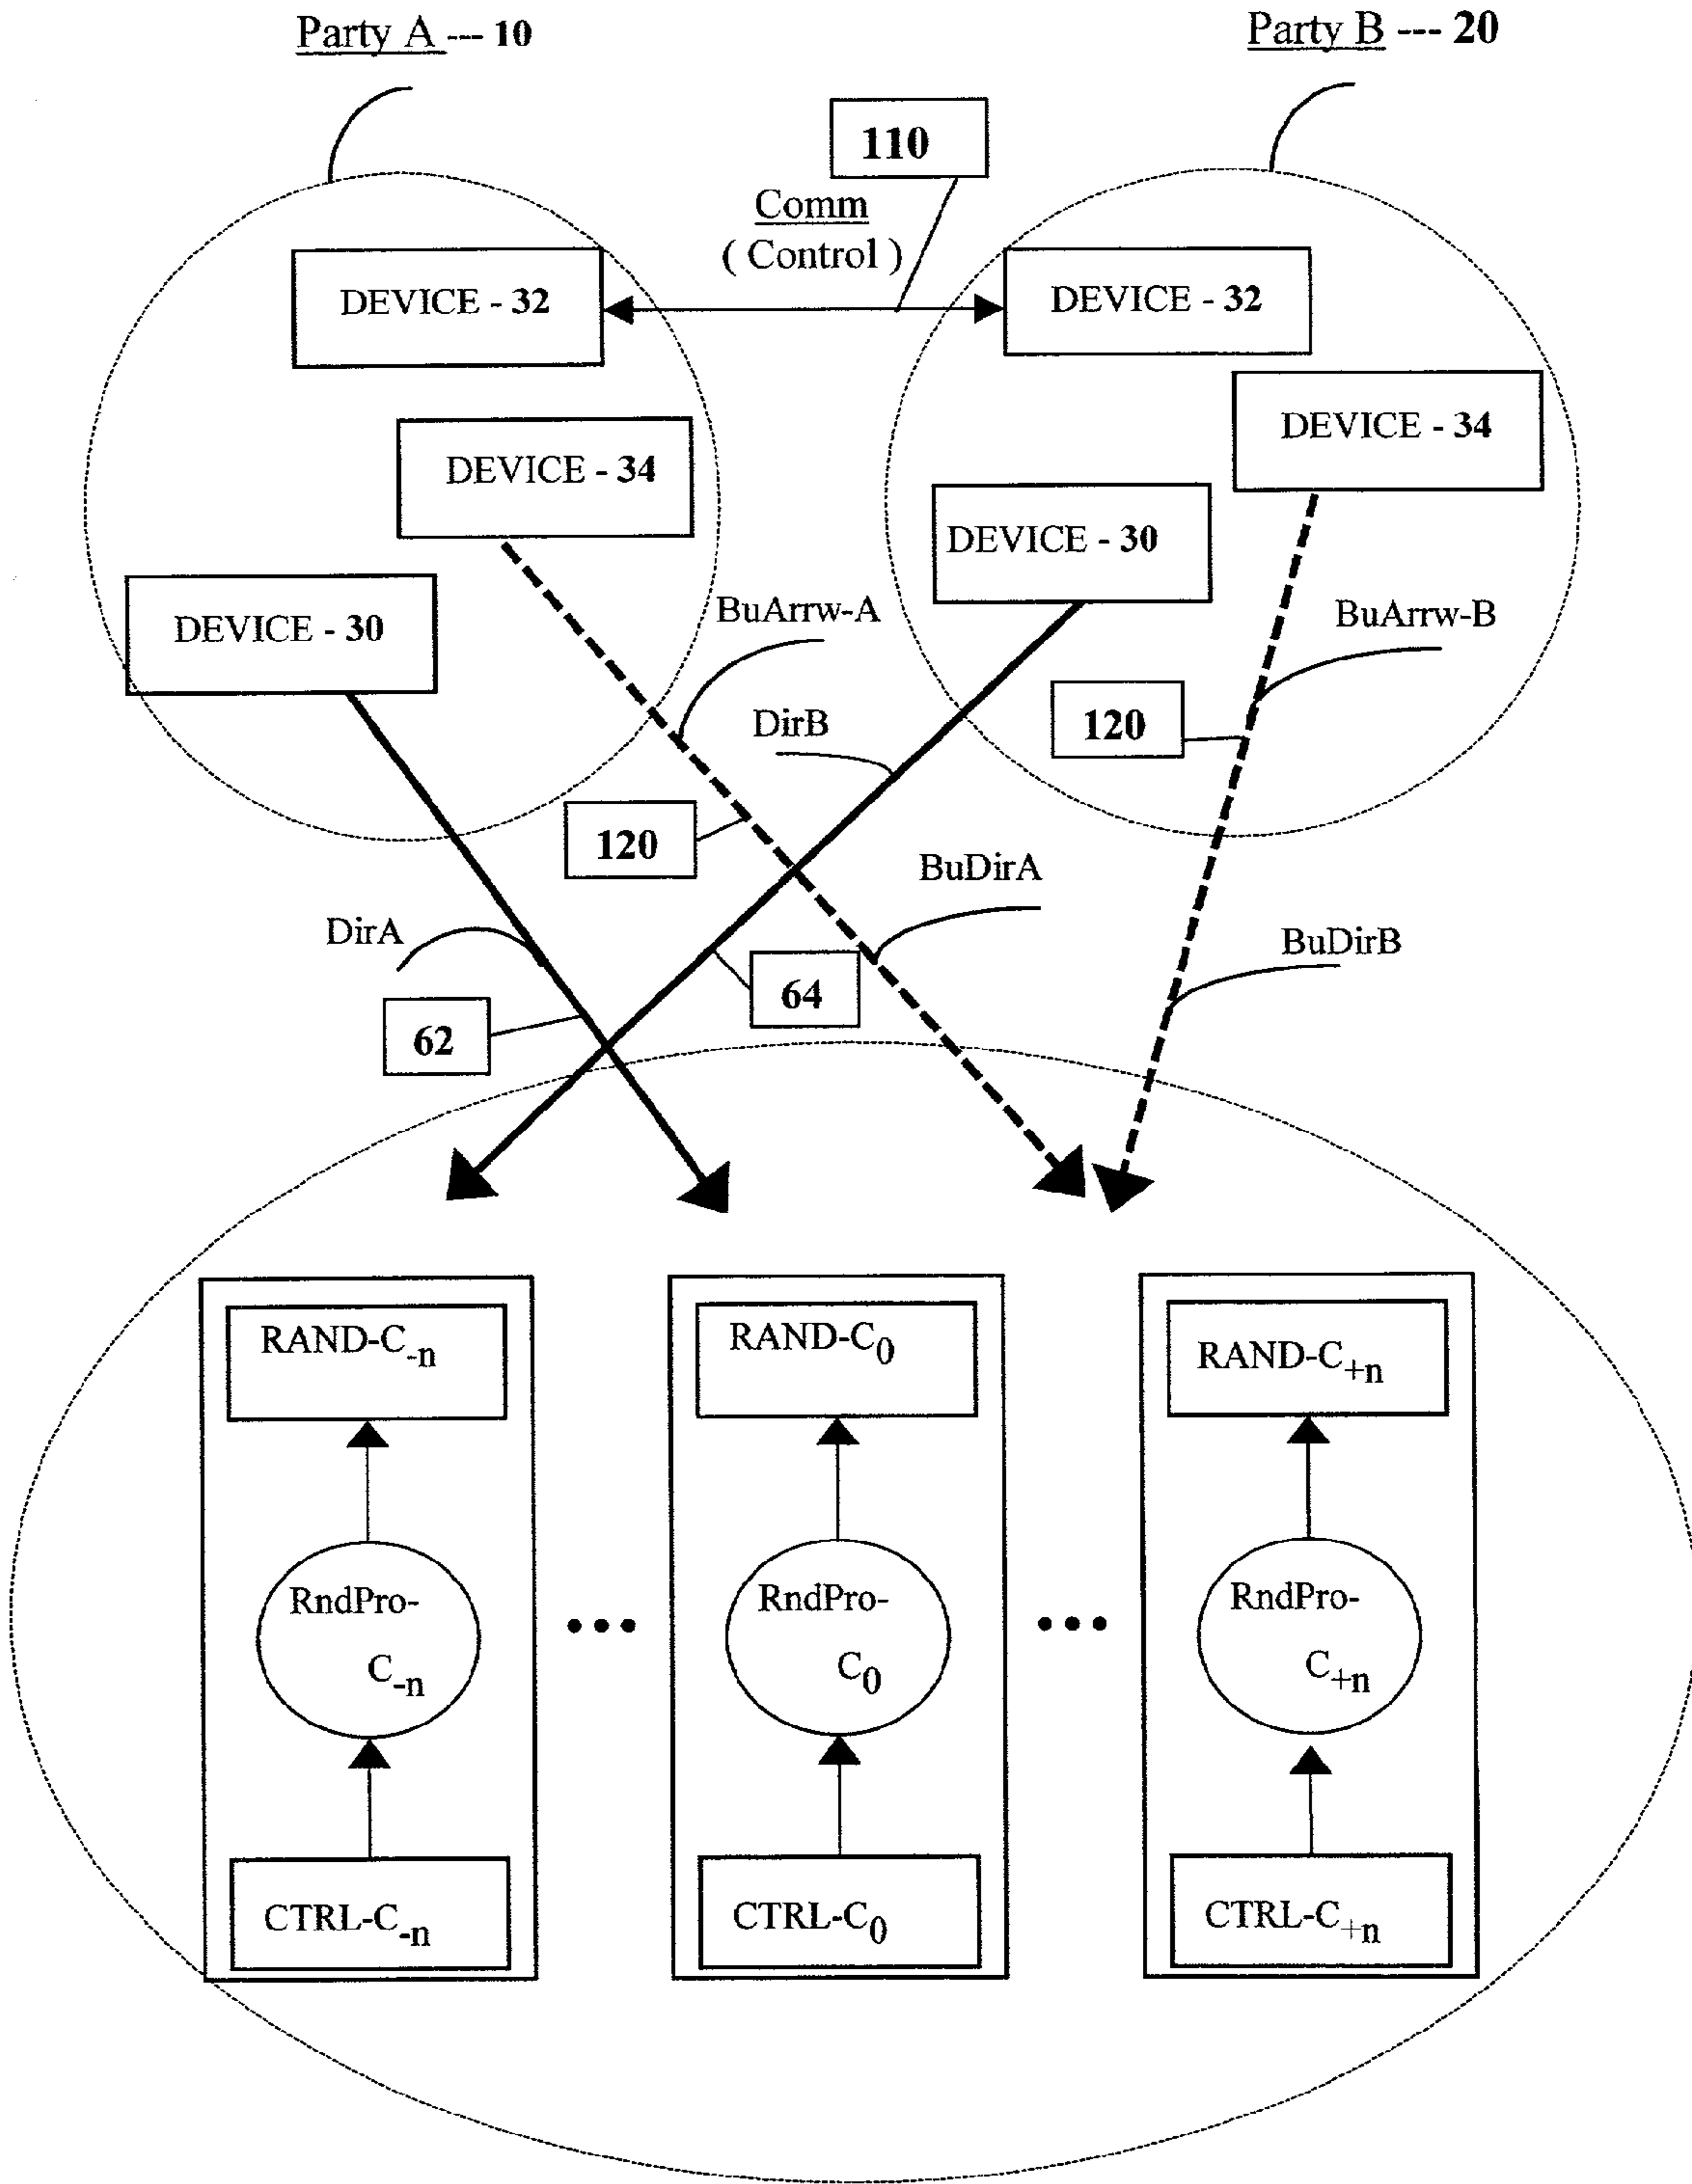 Party A --- 10
Party B --- 20
110
Comm
( Control )
DEVICE - 32
DEVICE - 32
DEVICE - 34
DEVICE - 34
DEVICE - 30
DEVICE - 30
BuArrw-A
BuArrw-B
DirB
120
120
BuDirA
DirA
BuDirB
64
62
RAND-C-n
RAND-C0
RAND-C+n
RndPro-
C-n
•••
RndPro-
C0
•••
RndPro-
C+n
CTRL-C-n
CTRL-C0
CTRL-C+n